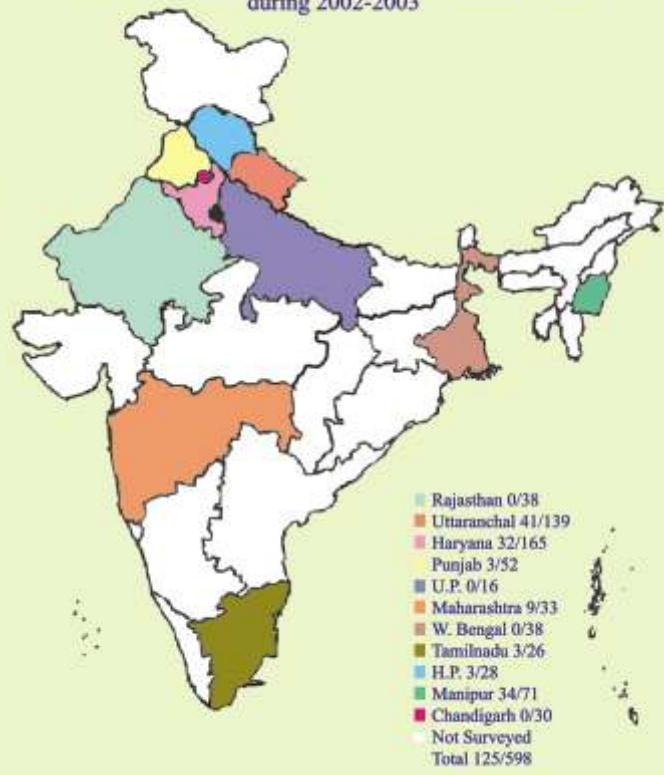 during 2002-2003
Rajasthan 0/38
Uttaranchal 41/139
Haryana 32/165
Punjab 3/52
U.P. 0/16
Maharashtra 9/33
W. Bengal 0/38
Tamilnadu 3/26
H.P. 3/28
Manipur 34/71
Chandigarh 0/30
Not Surveyed
Total 125/598